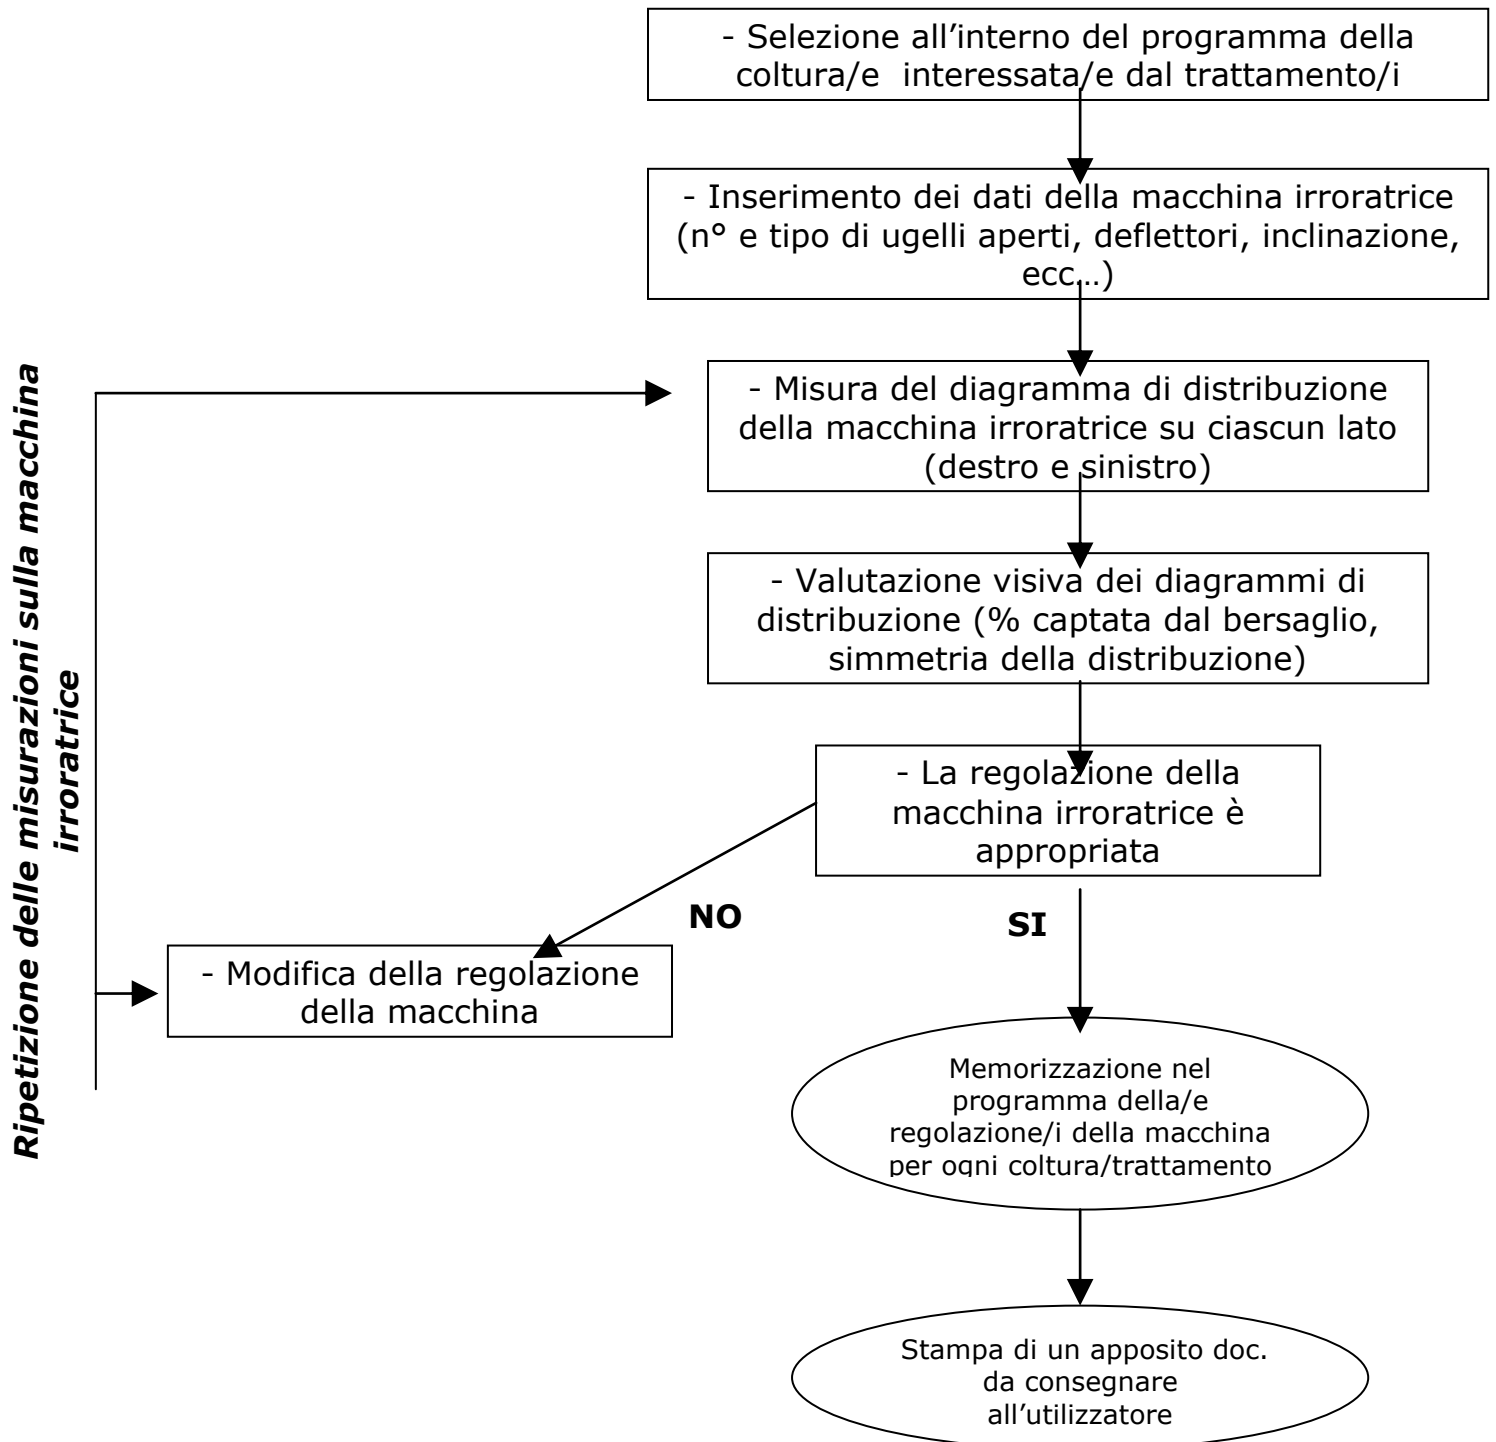 - Selezione all’interno del programma della
coltura/e  interessata/e dal trattamento/i
- Inserimento dei dati della macchina irroratrice
(n° e tipo di ugelli aperti, deflettori, inclinazione,
ecc…)
- Misura del diagramma di distribuzione
della macchina irroratrice su ciascun lato
(destro e sinistro)
- Valutazione visiva dei diagrammi di
distribuzione (% captata dal bersaglio,
simmetria della distribuzione)
- La regolazione della
macchina irroratrice è
appropriata
NO
SI
- Modifica della regolazione
della macchina
Ripetizione delle misurazioni sulla macchina
irroratrice
Memorizzazione nel
programma della/e
regolazione/i della macchina
per ogni coltura/trattamento
Stampa di un apposito doc.
da consegnare
all’utilizzatore